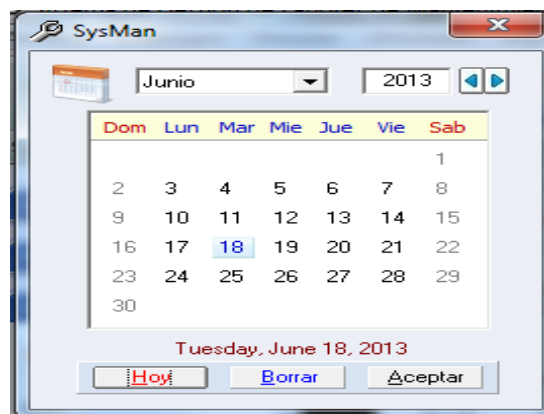 SysMan
Junio 2013
Dom Lun Mar Mie Jue Vie Sab
1
2 3 4 5 6 7 8
9 10 11 12 13 14 15
16 17 18 19 20 21 22
23 24 25 26 27 28 29
30
Tuesday, June 18, 2013
Hoy Borrar Aceptar